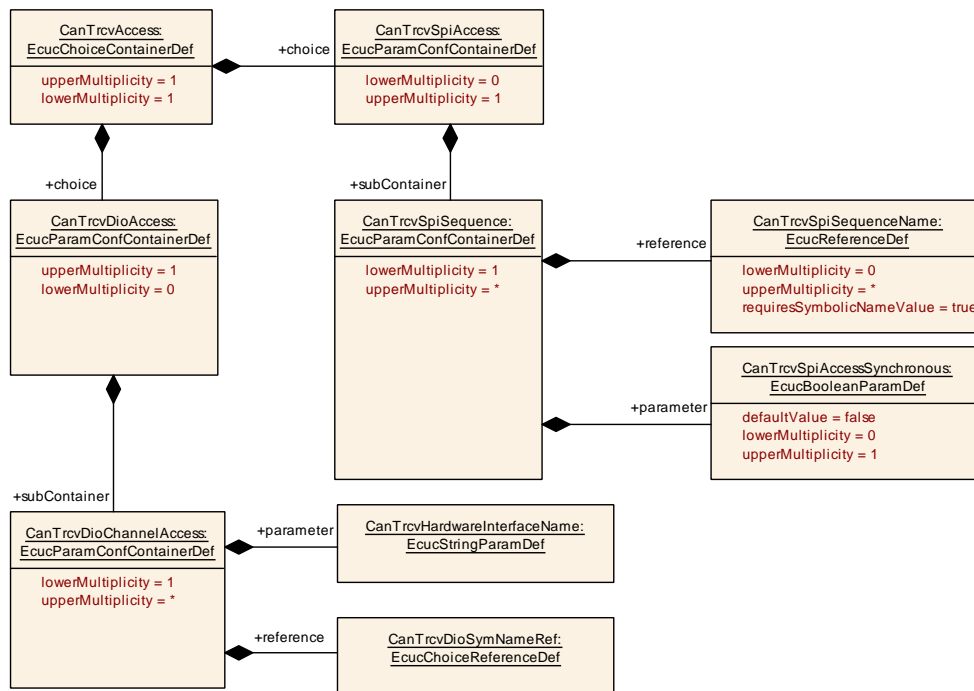 CanTrcvAccess:
EcucChoiceContainerDef
upperMultiplicity = 1
lowerMultiplicity = 1
+choice
CanTrcvSpiAccess:
EcucParamConfContainerDef
lowerMultiplicity = 0
upperMultiplicity = 1
+choice
+subContainer
CanTrcvDioAccess:
EcucParamConfContainerDef
upperMultiplicity = 1
lowerMultiplicity = 0
CanTrcvSpiSequence:
EcucParamConfContainerDef
lowerMultiplicity = 1
upperMultiplicity = *
+reference
CanTrcvSpiSequenceName:
EcucReferenceDef
lowerMultiplicity = 0
upperMultiplicity = *
requiresSymbolicNameValue = true
+parameter
CanTrcvSpiAccessSynchronous:
EcucBooleanParamDef
defaultValue = false
lowerMultiplicity = 0
upperMultiplicity = 1
+subContainer
CanTrcvDioChannelAccess:
EcucParamConfContainerDef
lowerMultiplicity = 1
upperMultiplicity = *
+parameter
CanTrcvHardwareInterfaceName:
EcucStringParamDef
+reference
CanTrcvDioSymNameRef:
EcucChoiceReferenceDef